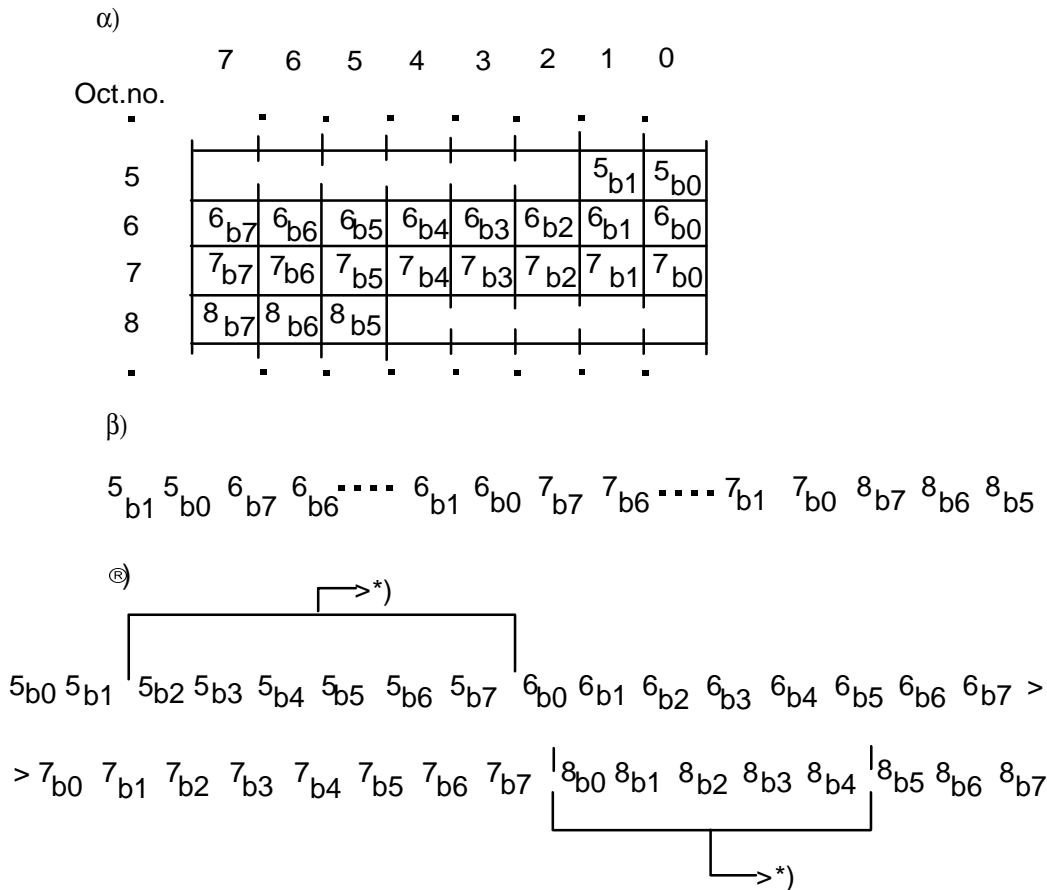 α)
7 6 5 4 3 2 1 0
Oct.no.
5 5b1 5b0
6 6b7 6b6 6b5 6b4 6b3 6b2 6b1 6b0
7 7b7 7b6 7b5 7b4 7b3 7b2 7b1 7b0
8 8b7 8b6 8b5
β)
5b1 5b0 6b7 6b6 .... 6b1 6b0 7b7 7b6 .... 7b1 7b0 8b7 8b6 8b5
®)
>*)
5b0 5b1 5b2 5b3 5b4 5b5 5b6 5b7 6b0 6b1 6b2 6b3 6b4 6b5 6b6 6b7 >
> 7b0 7b1 7b2 7b3 7b4 7b5 7b6 7b7 8b0 8b1 8b2 8b3 8b4 8b5 8b6 8b7
>*)